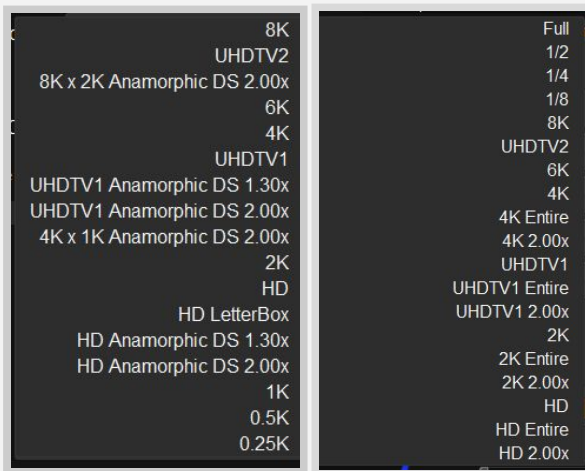 8K
UHDTV2
8K x 2K Anamorphic DS 2.00x
6K
4K
UHDTV1
UHDTV1 Anamorphic DS 1.30x
UHDTV1 Anamorphic DS 2.00x
4K x 1K Anamorphic DS 2.00x
2K
HD
HD LetterBox
HD Anamorphic DS 1.30x
HD Anamorphic DS 2.00x
1K
0.5K
0.25K
Full
1/2
1/4
1/8
8K
UHDTV2
6K
4K
4K Entire
4K 2.00x
UHDTV1
UHDTV1 Entire
UHDTV1 2.00x
2K
2K Entire
2K 2.00x
HD
HD Entire
HD 2.00x